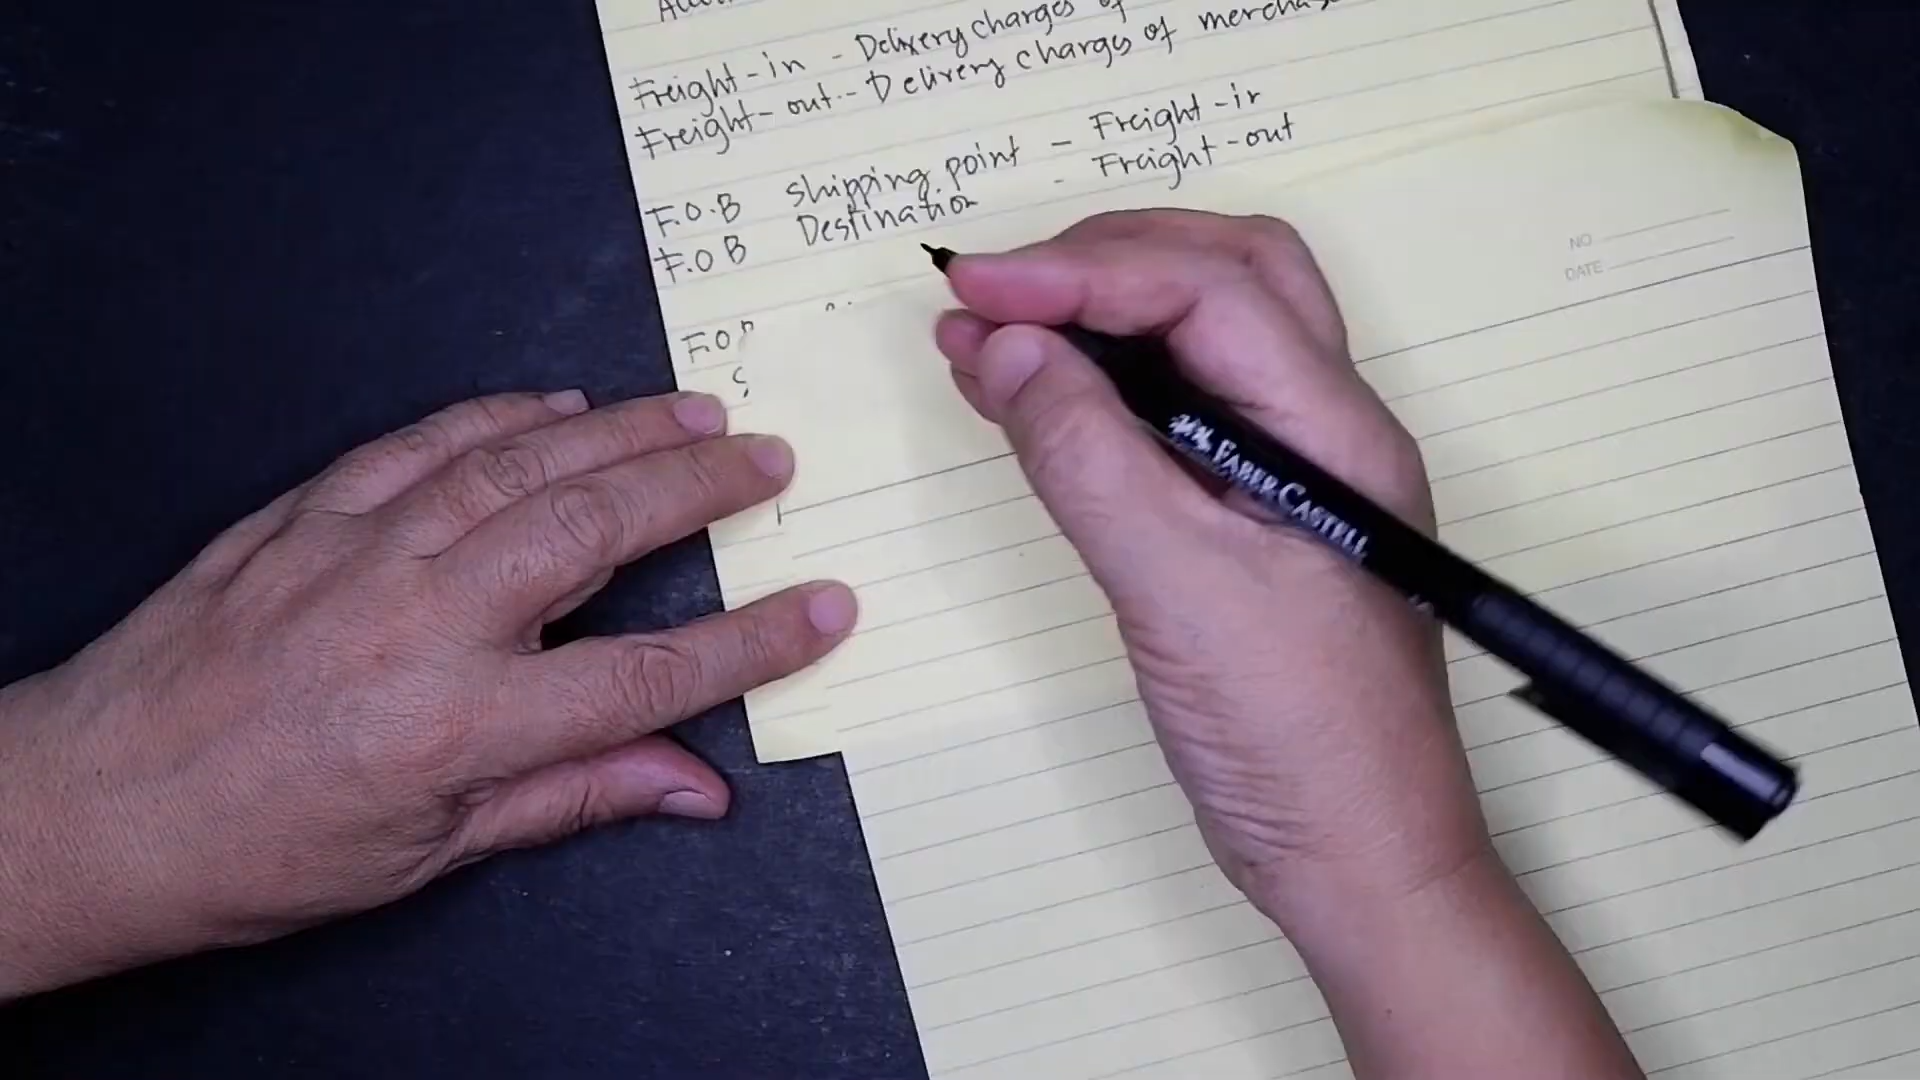 Freight-in - Delivery charges of
Freight-out - Delivery charges of
F.O.B shipping point - Freight-in
F.O.B Destination - Freight-out
F.O
NO
DATE
FABER CASTELL